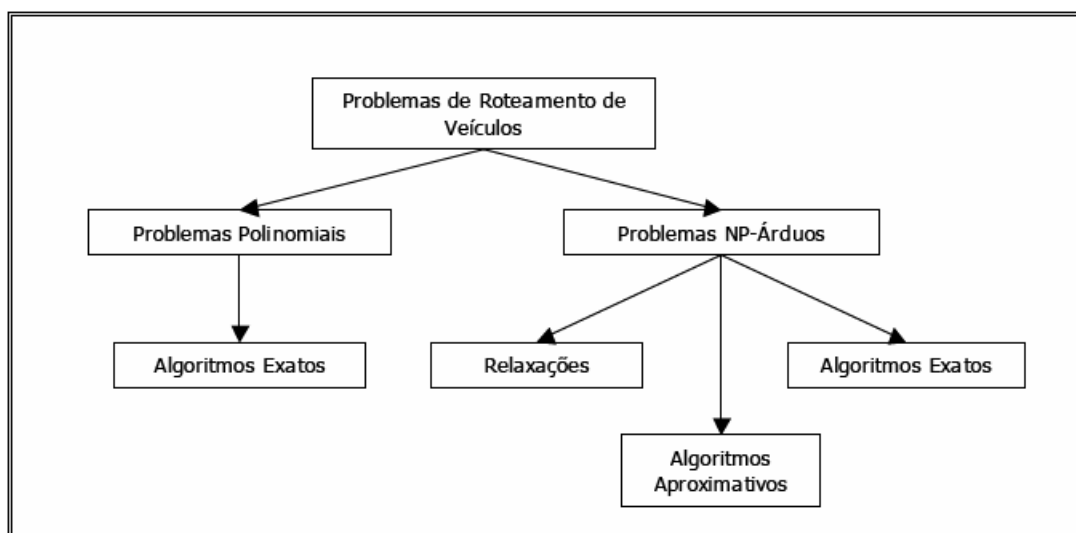 Problemas de Roteamento de
Veículos
Problemas Polinomiais
Problemas NP-Árduos
Algoritmos Exatos
Relaxações
Algoritmos Exatos
Algoritmos
Aproximativos